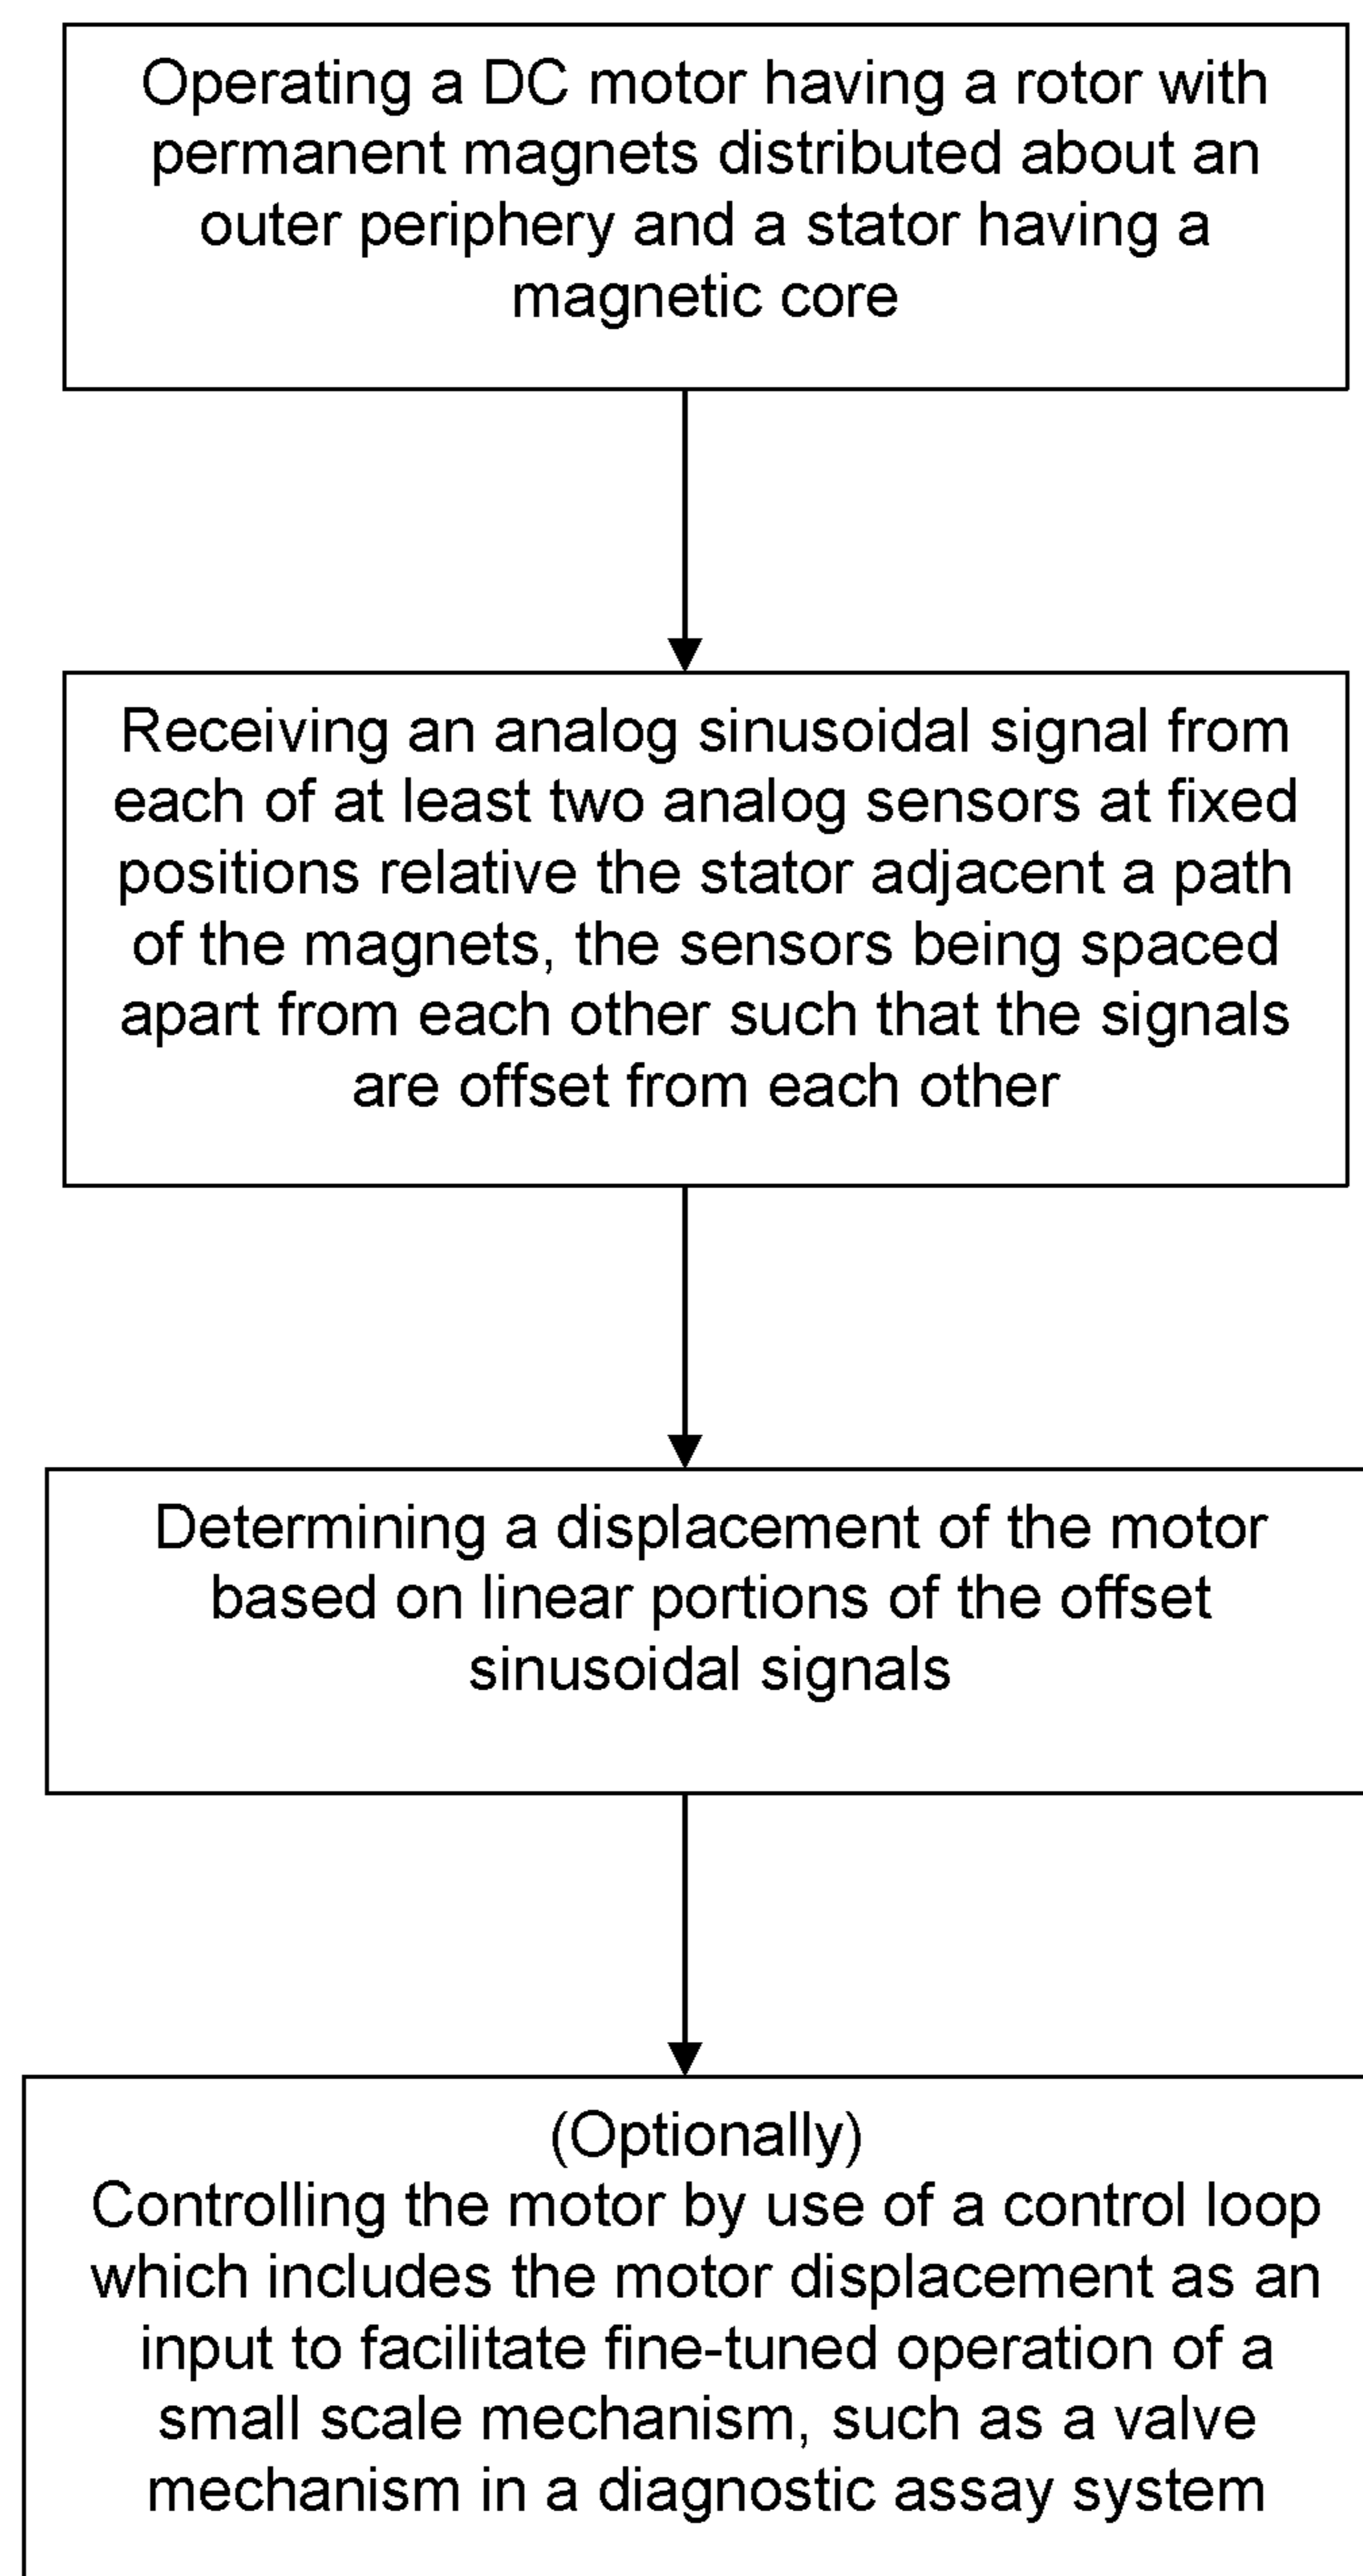 Operating a DC motor having a rotor with
permanent magnets distributed about an
outer periphery and a stator having a
magnetic core
Receiving an analog sinusoidal signal from
each of at least two analog sensors at fixed
positions relative the stator adjacent a path
of the magnets, the sensors being spaced
apart from each other such that the signals
are offset from each other
Determining a displacement of the motor
based on linear portions of the offset
sinusoidal signals
(Optionally)
Controlling the motor by use of a control loop
which includes the motor displacement as an
input to facilitate fine-tuned operation of a
small scale mechanism, such as a valve
mechanism in a diagnostic assay system